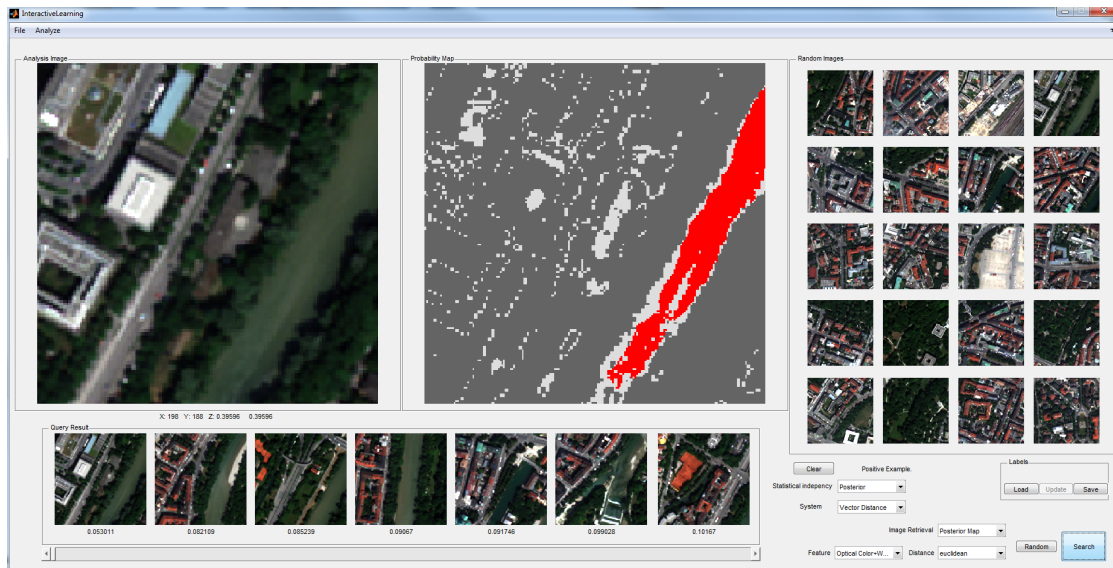 InteractiveLearning
File Analyze
Analysis Image
Probability Map
Random Images
X: 198 Y: 188 Z: 0.39596 0.39596
Query Result
0.053011 0.082109 0.085239 0.09067 0.091746 0.099028 0.10167
Clear Positive Example.
Labels
Statistical indepency Posterior
Load Update Save
System Vector Distance
Image Retrieval Posterior Map
Feature Optical Color+W... Distance euclidean Random Search